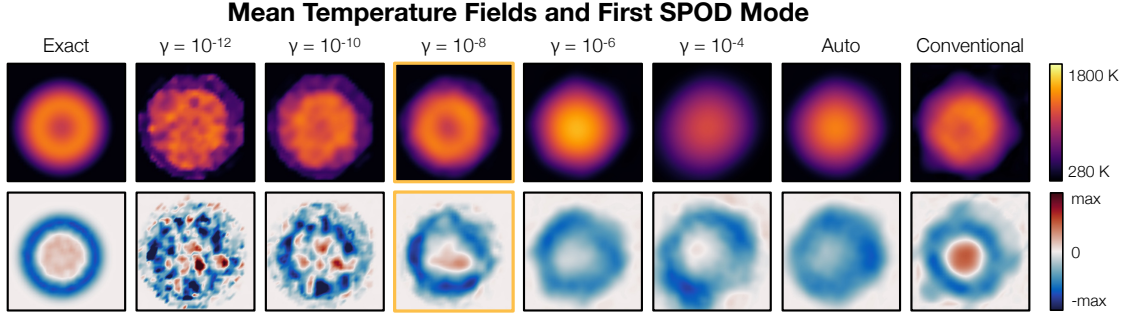 Mean Temperature Fields and First SPOD Mode
Exact γ = 10⁻¹² γ = 10⁻¹⁰ γ = 10⁻⁸ γ = 10⁻⁶ γ = 10⁻⁴ Auto Conventional
1800 K
280 K
max
0
-max